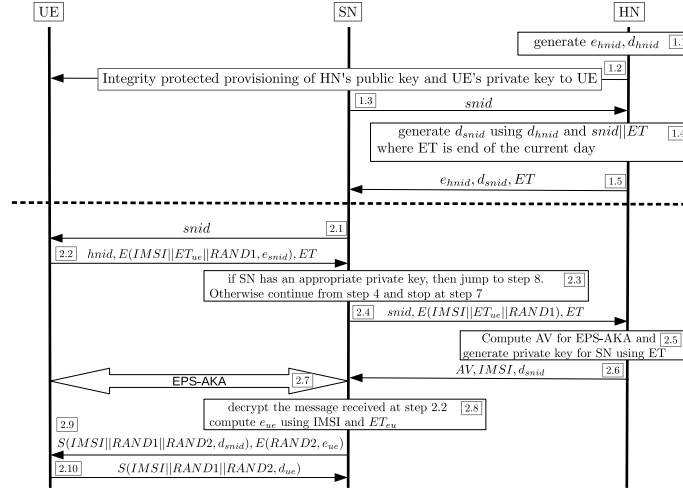 UE
SN
HN
generate e_hnid, d_hnid
1.1
Integrity protected provisioning of HN's public key and UE's private key to UE
1.2
1.3
snid
generate d_snid using d_hnid and snid||ET
where ET is end of the current day
1.4
e_hnid, d_snid, ET
1.5
snid
2.1
2.2
hnid, E(IMSI||ET_ue||RAND1, e_snid), ET
if SN has an appropriate private key, then jump to step 8.
Otherwise continue from step 4 and stop at step 7
2.3
2.4
snid, E(IMSI||ET_ue||RAND1), ET
Compute AV for EPS-AKA and
generate private key for SN using ET
2.5
AV, IMSI, d_snid
2.6
EPS-AKA
2.7
decrypt the message received at step 2.2
compute e_ue using IMSI and ET_eu
2.8
2.9
S(IMSI||RAND1||RAND2, d_snid), E(RAND2, e_ue)
2.10
S(IMSI||RAND1||RAND2, d_ue)